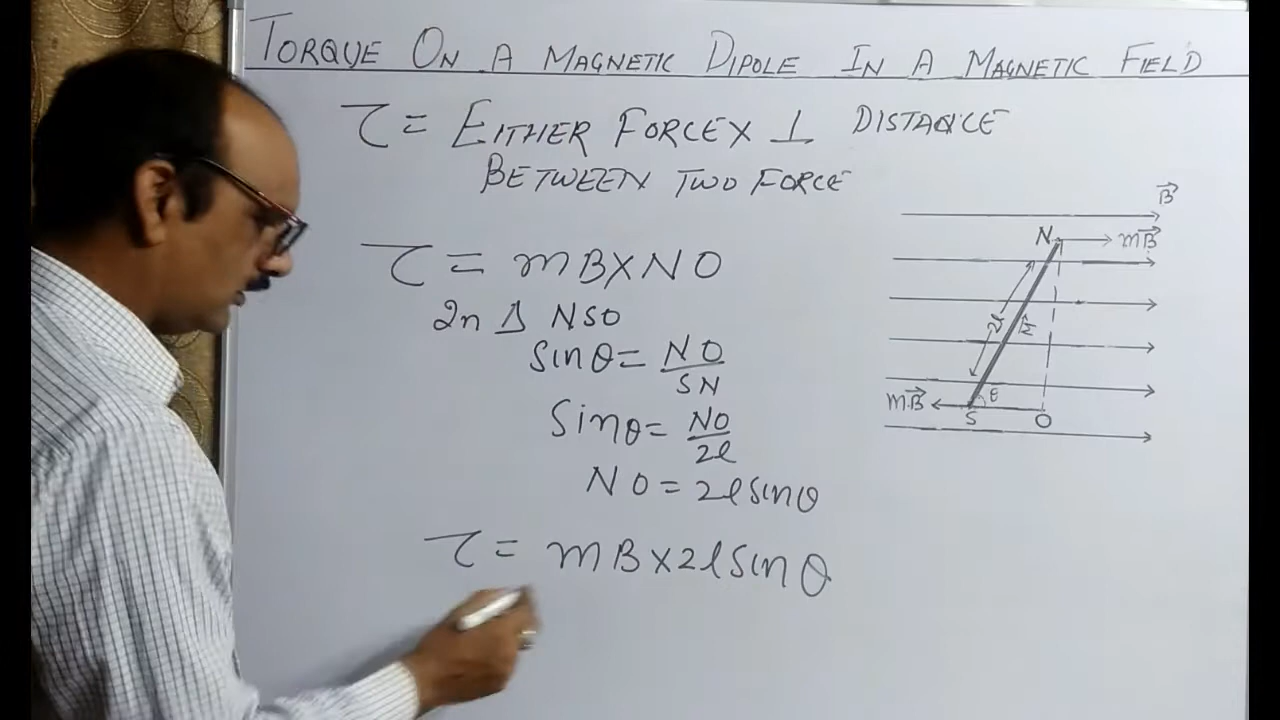 TORQUE ON A MAGNETIC DIPOLE IN A MAGNETIC FIELD
τ = EITHER FORCE X ⊥ DISTANCE
BETWEEN TWO FORCE
τ = mB X NO
In Δ NSO
Sinθ = NO/SN
Sinθ = NO/2l
NO = 2l Sinθ
τ = mB X 2l Sinθ
B⃗
N
mB⃗
2l
M⃗
mB⃗
θ
S
O